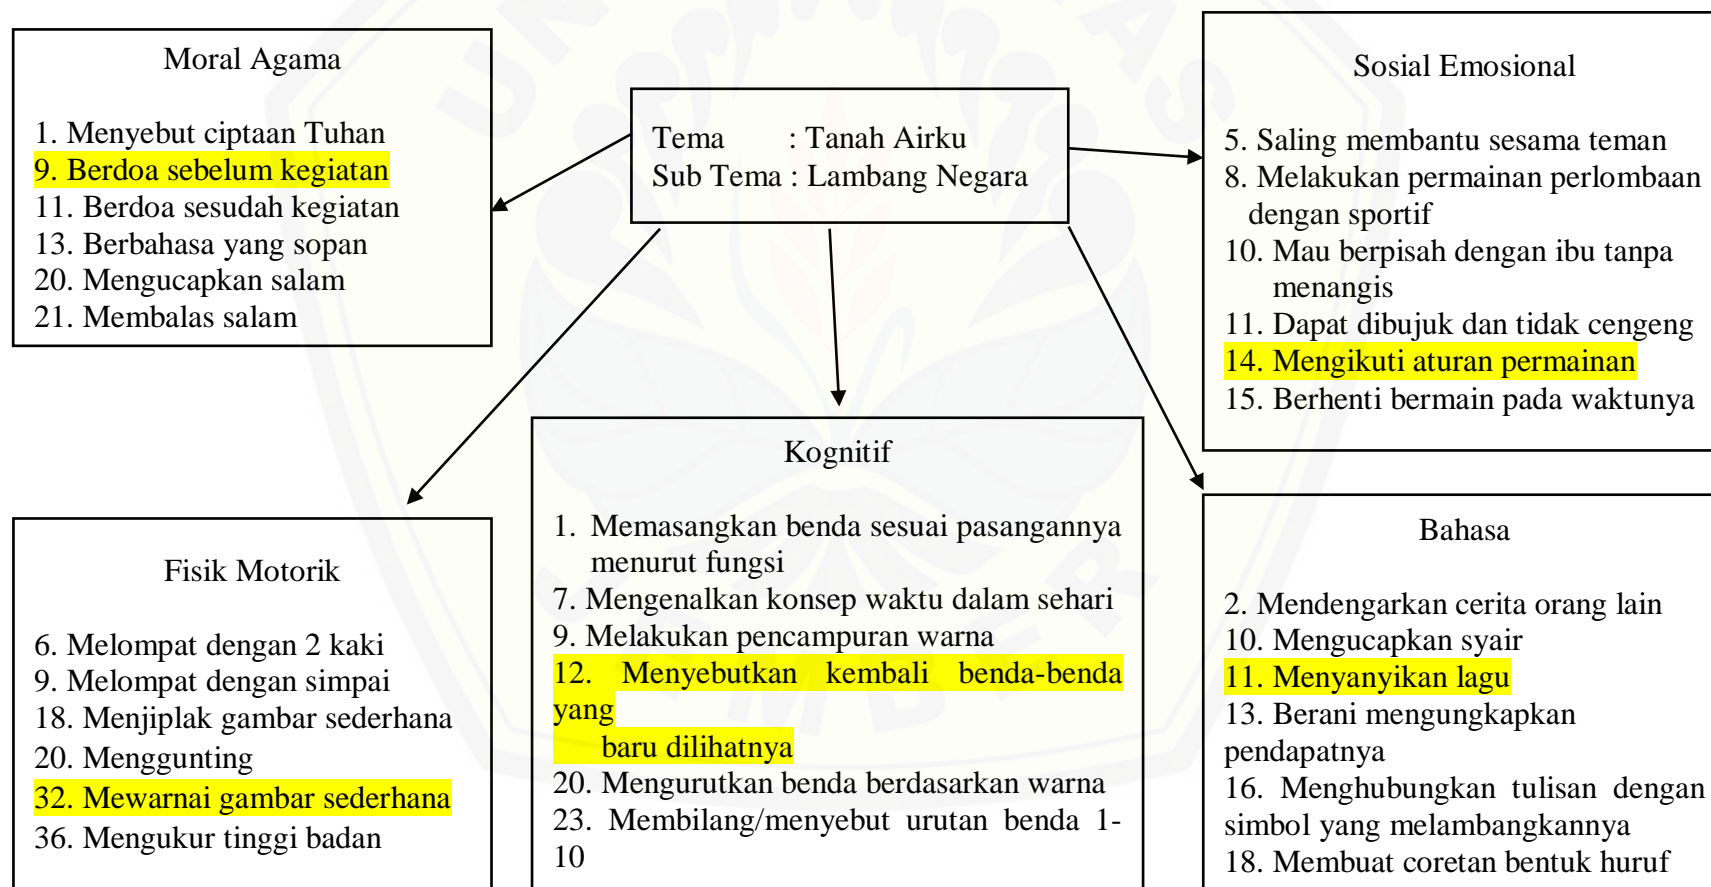 Moral Agama
1. Menyebut ciptaan Tuhan
9. Berdoa sebelum kegiatan
11. Berdoa sesudah kegiatan
13. Berbahasa yang sopan
20. Mengucapkan salam
21. Membalas salam
Tema : Tanah Airku
Sub Tema : Lambang Negara
Sosial Emosional
5. Saling membantu sesama teman
8. Melakukan permainan perlombaan
dengan sportif
10. Mau berpisah dengan ibu tanpa
menangis
11. Dapat dibujuk dan tidak cengeng
14. Mengikuti aturan permainan
15. Berhenti bermain pada waktunya
Fisik Motorik
6. Melompat dengan 2 kaki
9. Melompat dengan simpai
18. Menjiplak gambar sederhana
20. Menggunting
32. Mewarnai gambar sederhana
36. Mengukur tinggi badan
Kognitif
1. Memasangkan benda sesuai pasangannya
menurut fungsi
7. Mengenalkan konsep waktu dalam sehari
9. Melakukan pencampuran warna
12. Menyebutkan kembali benda-benda
yang
baru dilihatnya
20. Mengurutkan benda berdasarkan warna
23. Membilang/menyebut urutan benda 1-
10
Bahasa
2. Mendengarkan cerita orang lain
10. Mengucapkan syair
11. Menyanyikan lagu
13. Berani mengungkapkan
pendapatnya
16. Menghubungkan tulisan dengan
simbol yang melambangkannya
18. Membuat coretan bentuk huruf